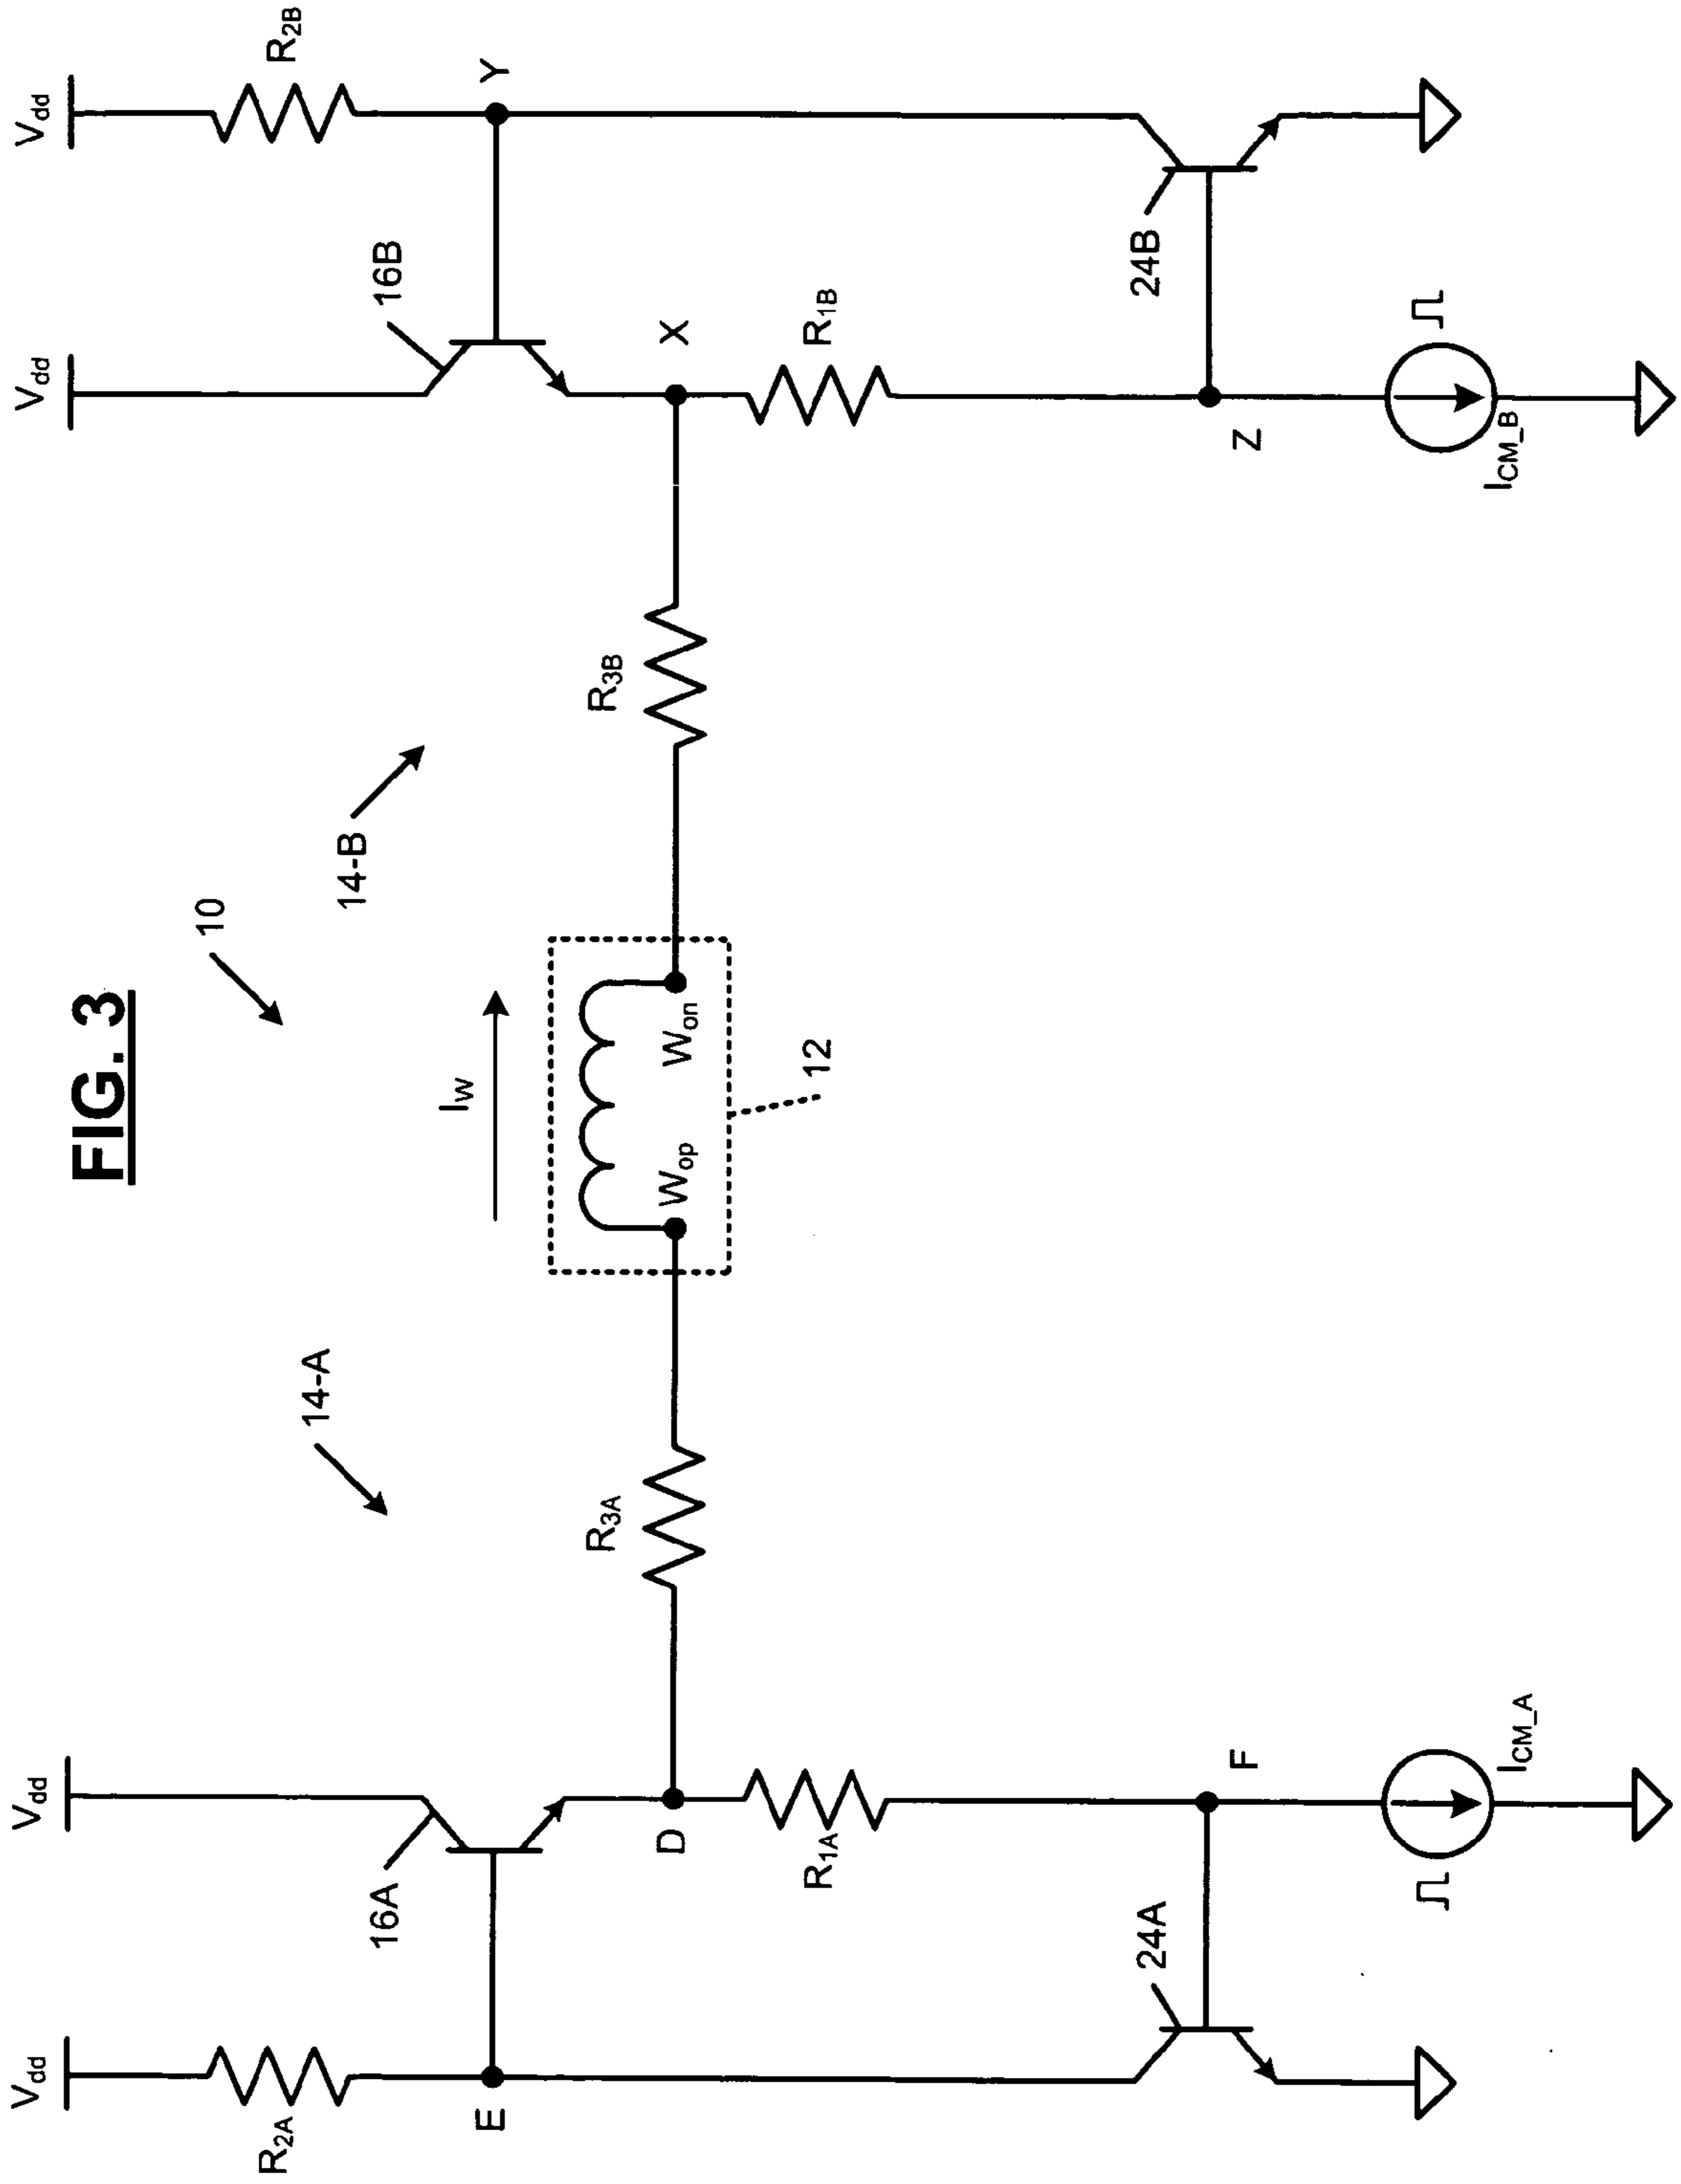 FIG. 3
10
14-A
14-B
Vdd
Vdd
Vdd
Vdd
R2A
R2B
16A
16B
E
Y
IW
D
X
R3A
Wop
Won
R3B
12
R1A
R1B
24A
24B
F
Z
ICM_A
ICM_B